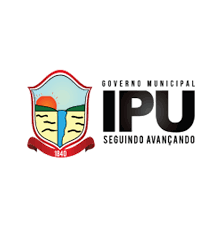 GOVERNO MUNICIPAL
IPU
SEGUINDO AVANÇANDO
1840